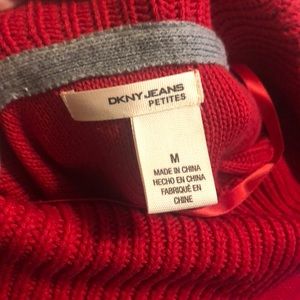 DKNY JEANS
PETITES
M
MADE IN CHINA
HECHO EN CHINA
FABRIQUÉ EN
CHINE